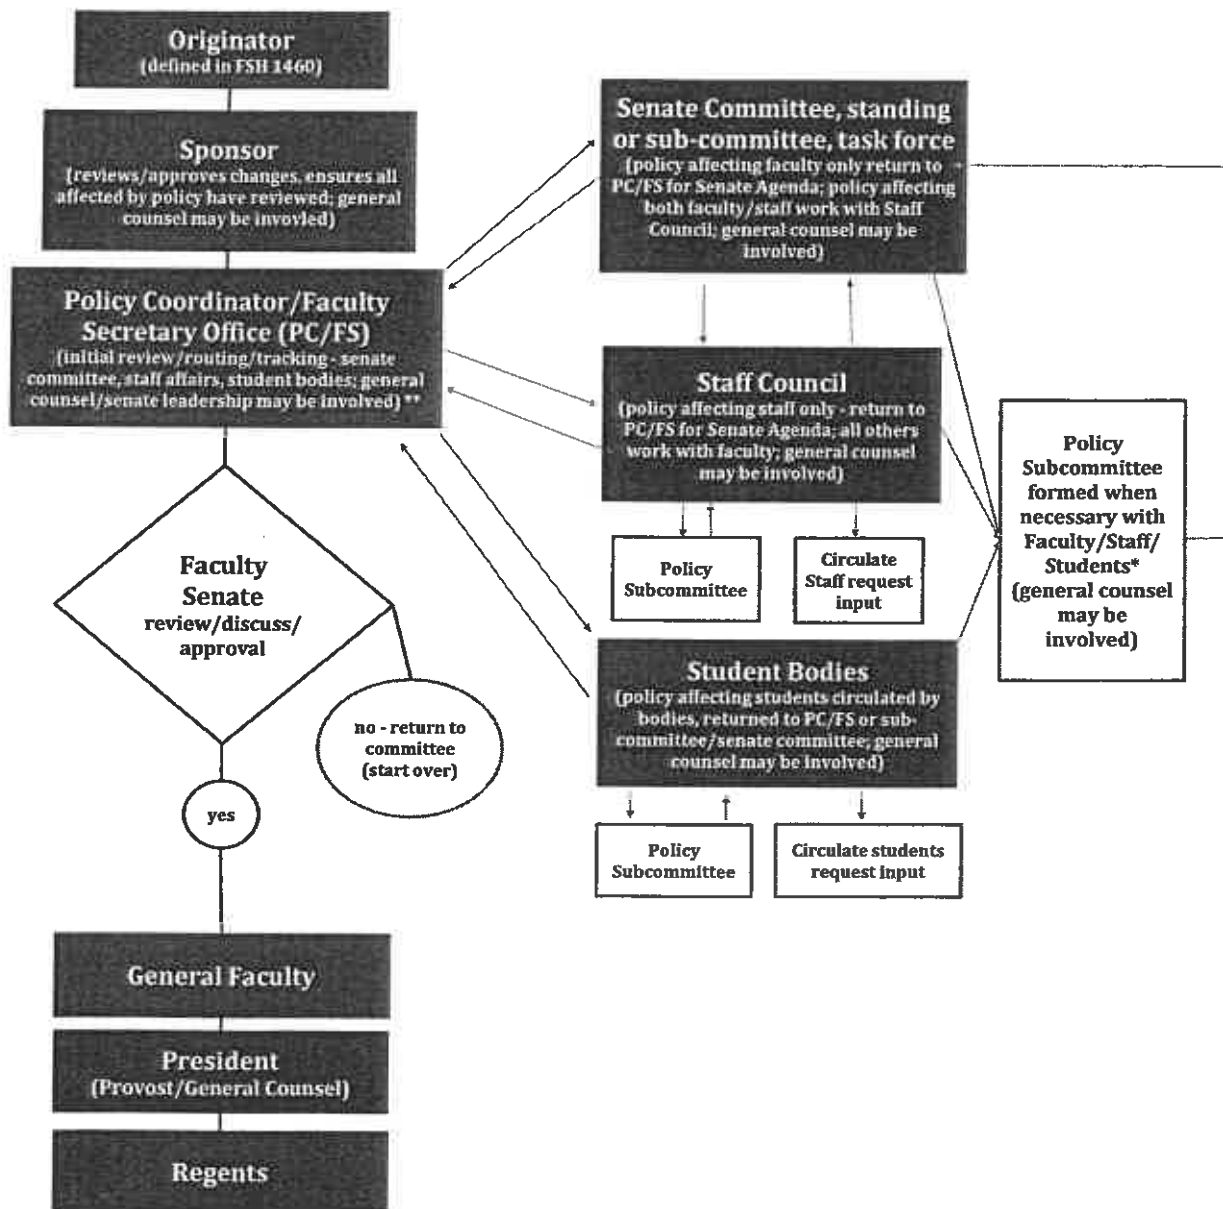 Originator
(defined in FSH 1460)
Sponsor
(reviews/approves changes, ensures all
affected by policy have reviewed; general
counsel may be invovled)
Policy Coordinator/Faculty
Secretary Office (PC/FS)
(initial review/routing/tracking - senate
committee, staff affairs, student bodies; general
counsel/senate leadership may be involved) **
Faculty
Senate
review/discuss/
approval
no - return to
committee
(start over)
yes
General Faculty
President
(Provost/General Counsel)
Regents
Senate Committee, standing
or sub-committee, task force
(policy affecting faculty only return to
PC/FS for Senate Agenda; policy affecting
both faculty/staff work with Staff
Council; general counsel may be
involved)
Staff Council
(policy affecting staff only - return to
PC/FS for Senate Agenda; all others
work with faculty; general counsel
may be involved)
Policy
Subcommittee
Circulate
Staff request
input
Student Bodies
(policy affecting students circulated by
bodies, returned to PC/FS or sub-
committee/senate committee; general
counsel may be involved)
Policy
Subcommittee
Circulate students
request input
Policy
Subcommittee
formed when
necessary with
Faculty/Staff/
Students*
(general counsel
may be
involved)